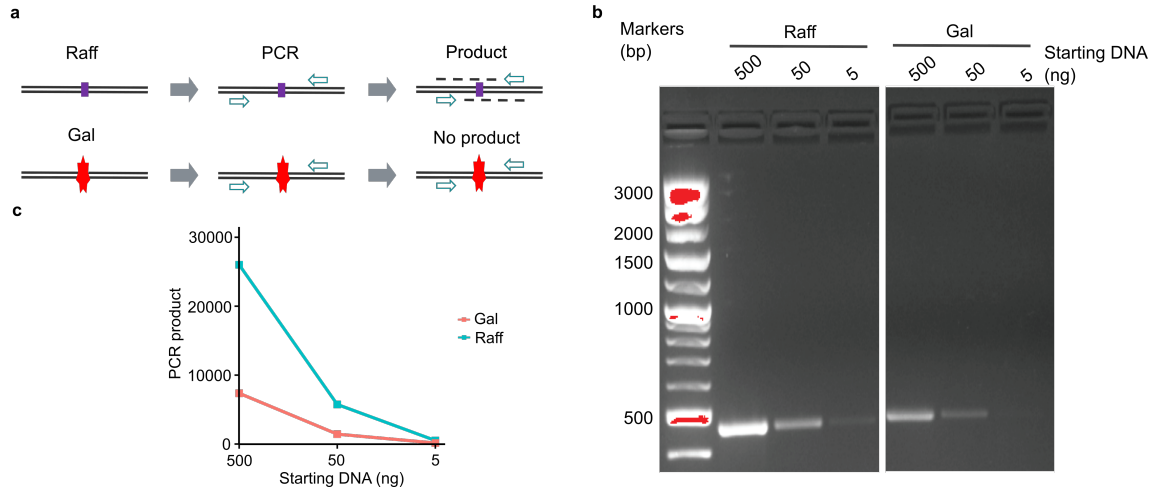 a
Raff
PCR
Product
Gal
No product
b
Markers
(bp)
Raff
Gal
500
50
5
500
50
5
Starting DNA
(ng)
3000
2000
1500
1000
500
c
PCR product
30000
20000
10000
0
500
50
5
Starting DNA (ng)
Gal
Raff